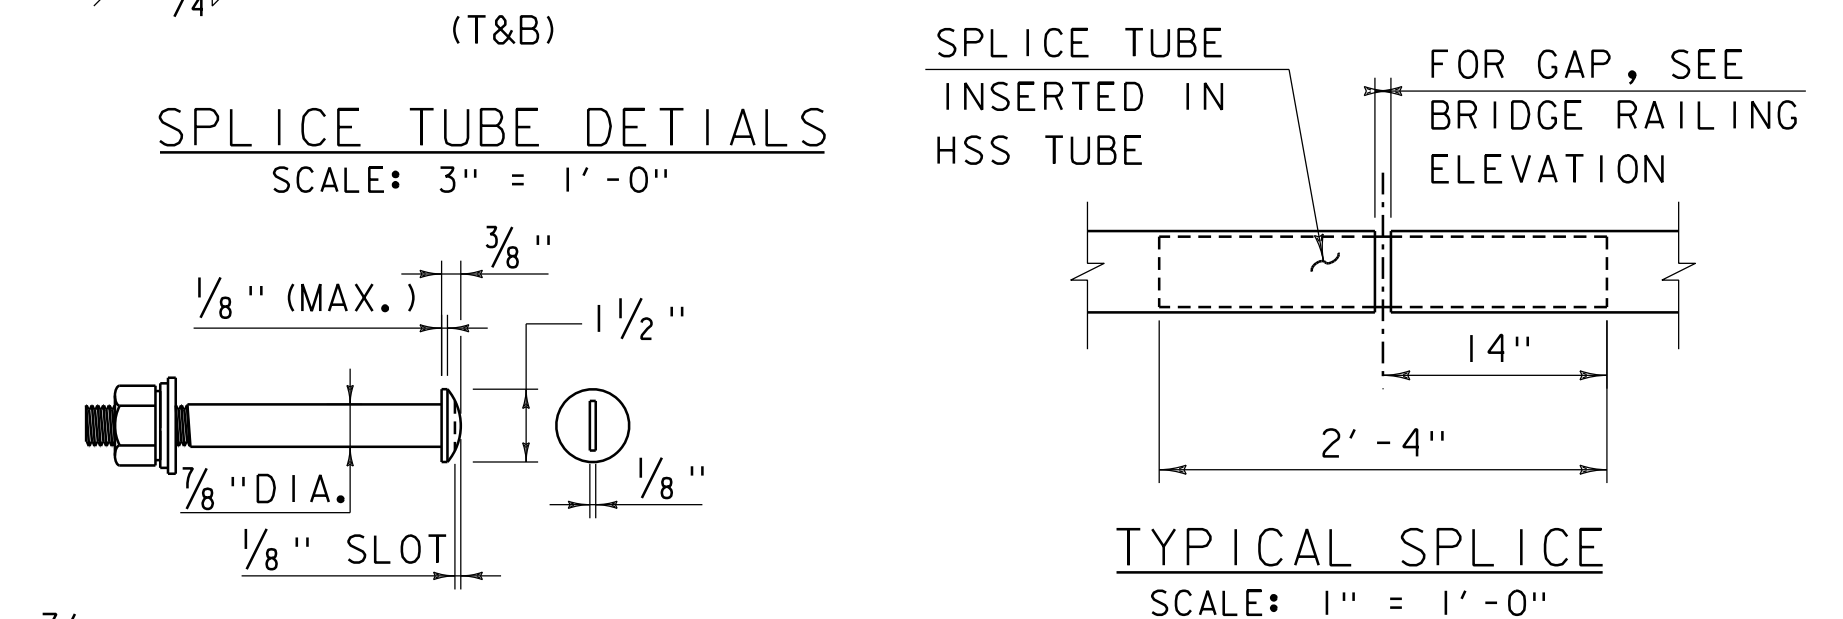 (T&B)
SPLICE TUBE DETIALS
SCALE: 3" = 1'-0"
3/8"
1/8" (MAX.)
1 1/2"
7/8"DIA.
1/8"
1/8" SLOT
SPLICE TUBE
INSERTED IN
HSS TUBE
FOR GAP, SEE
BRIDGE RAILING
ELEVATION
14"
2'-4"
TYPICAL SPLICE
SCALE: 1" = 1'-0"